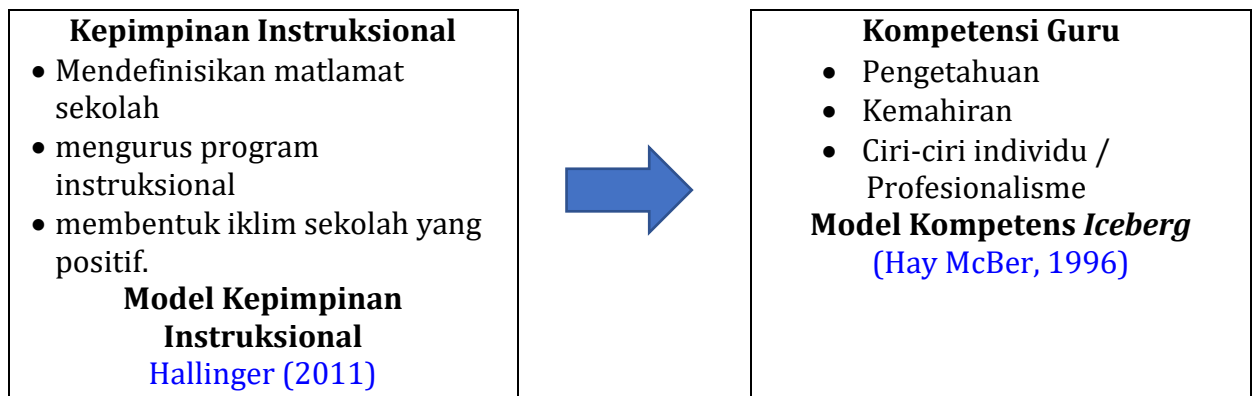 Kepimpinan Instruksional
• Mendefinisikan matlamat
sekolah
• mengurus program
instruksional
• membentuk iklim sekolah yang
positif.
Model Kepimpinan
Instruksional
Hallinger (2011)
Kompetensi Guru
• Pengetahuan
• Kemahiran
• Ciri-ciri individu /
Profesionalisme
Model Kompetens Iceberg
(Hay McBer, 1996)